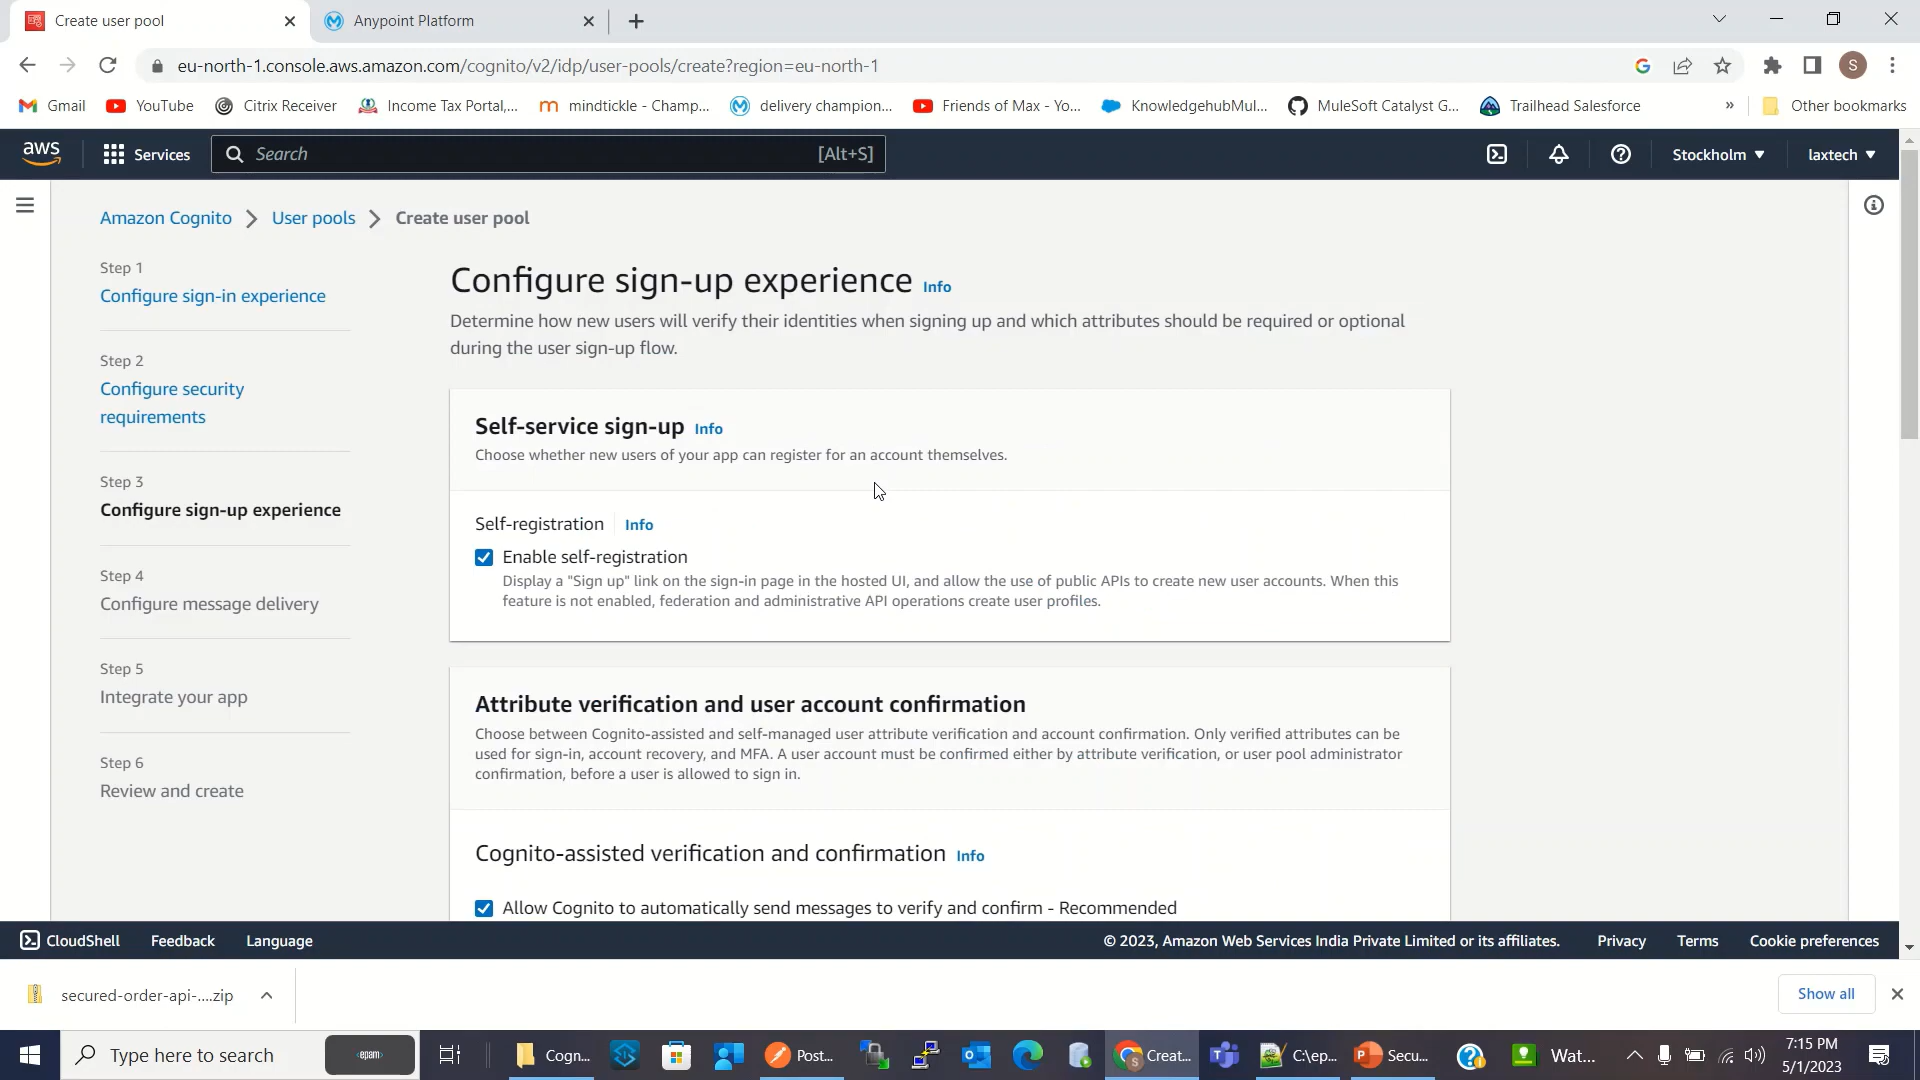 Create user pool
Anypoint Platform
eu-north-1.console.aws.amazon.com/cognito/v2/idp/user-pools/create?region=eu-north-1
S
Gmail
YouTube
Citrix Receiver
Income Tax Portal,...
mindtickle - Champ...
delivery champion...
Friends of Max - Yo...
KnowledgehubMul...
MuleSoft Catalyst G...
Trailhead Salesforce
»
Other bookmarks
aws
Services
Search
[Alt+S]
Stockholm
laxtech
Amazon Cognito
User pools
Create user pool
Step 1
Configure sign-in experience
Step 2
Configure security
requirements
Step 3
Configure sign-up experience
Step 4
Configure message delivery
Step 5
Integrate your app
Step 6
Review and create
Configure sign-up experience Info
Determine how new users will verify their identities when signing up and which attributes should be required or optional
during the user sign-up flow.
Self-service sign-up Info
Choose whether new users of your app can register for an account themselves.
Self-registration Info
Enable self-registration
Display a "Sign up" link on the sign-in page in the hosted UI, and allow the use of public APIs to create new user accounts. When this
feature is not enabled, federation and administrative API operations create user profiles.
Attribute verification and user account confirmation
Choose between Cognito-assisted and self-managed user attribute verification and account confirmation. Only verified attributes can be
used for sign-in, account recovery, and MFA. A user account must be confirmed either by attribute verification, or user pool administrator
confirmation, before a user is allowed to sign in.
Cognito-assisted verification and confirmation Info
Allow Cognito to automatically send messages to verify and confirm - Recommended
CloudShell
Feedback
Language
© 2023, Amazon Web Services India Private Limited or its affiliates.
Privacy
Terms
Cookie preferences
secured-order-api-....zip
Show all
Type here to search
<epam>
Cogn...
Post...
Creat...
C:\ep...
Secu...
Wat...
7:15 PM
5/1/2023